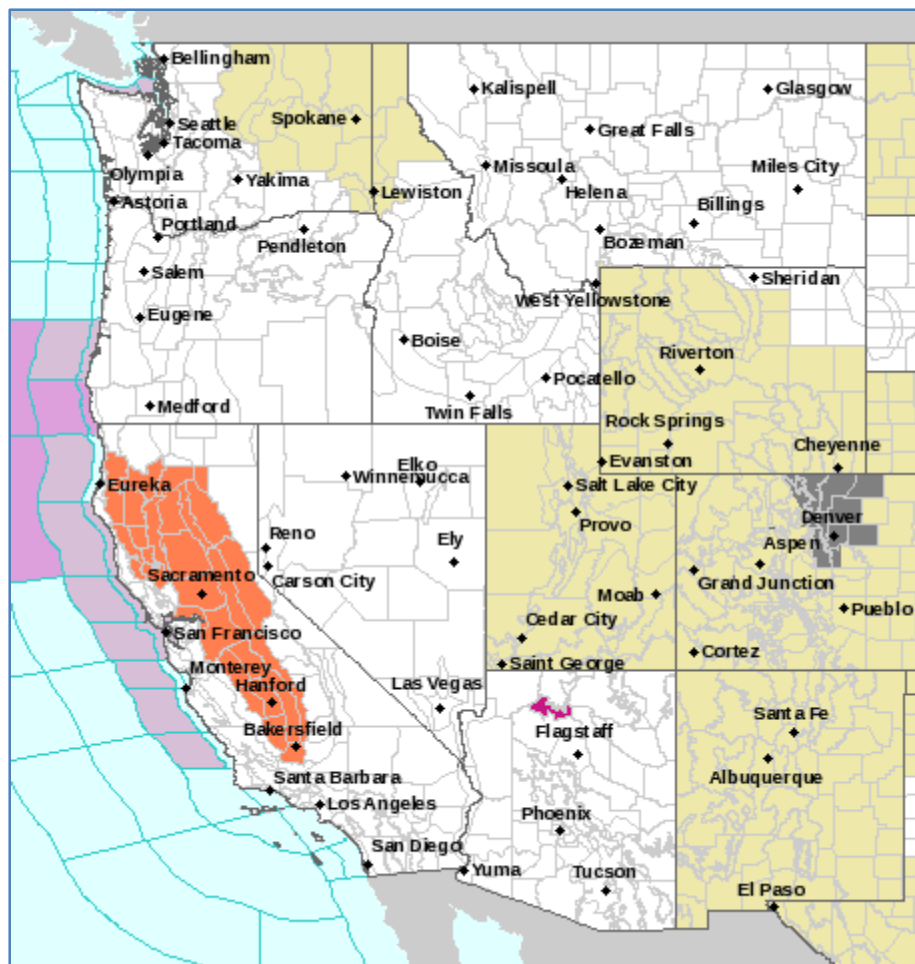 Bellingham
Kalispell
Glasgow
Seattle
Spokane
Great Falls
Tacoma
Olympia
Missoula
Miles City
Yakima
Helena
Lewiston
Astoria
Billings
Portland
Pendleton
Bozeman
Salem
Sheridan
West Yellowstone
Eugene
Boise
Riverton
Pocatello
Medford
Twin Falls
Rock Springs
Cheyenne
Elko
Evanston
Winnemucca
Eureka
Salt Lake City
Provo
Denver
Reno
Ely
Aspen
Sacramento
Carson City
Grand Junction
Moab
Pueblo
Cedar City
San Francisco
Cortez
Monterey
Saint George
Hanford
Las Vegas
Santa Fe
Bakersfield
Flagstaff
Albuquerque
Santa Barbara
Los Angeles
Phoenix
San Diego
Yuma
Tucson
El Paso